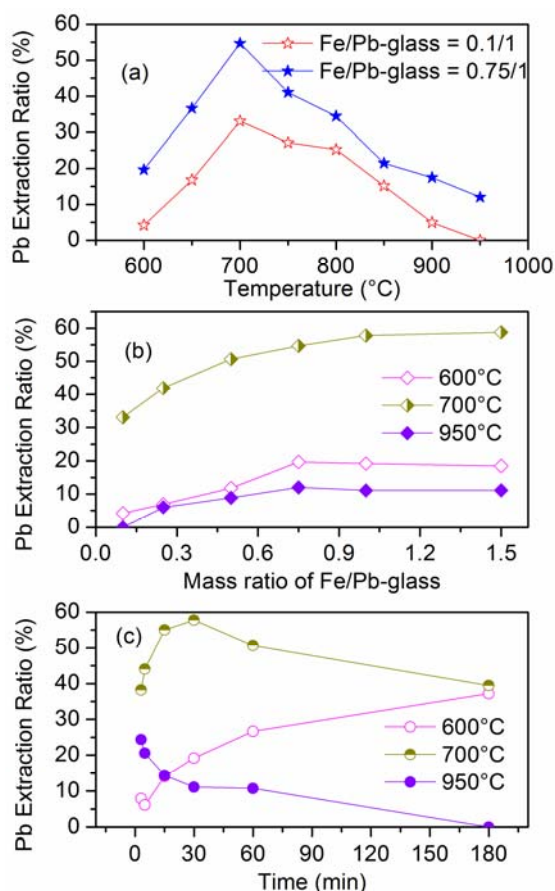 60
50
40
30
20
10
0
Pb Extraction Ratio (%)
(a)
Fe/Pb-glass = 0.1/1
Fe/Pb-glass = 0.75/1
600 700 800 900 1000
Temperature (°C)
60
50
40
30
20
10
0
Pb Extraction Ratio (%)
(b)
600°C
700°C
950°C
0.0 0.3 0.6 0.9 1.2 1.5
Mass ratio of Fe/Pb-glass
60
50
40
30
20
10
0
Pb Extraction Ratio (%)
(c)
600°C
700°C
950°C
0 30 60 90 120 150 180
Time (min)